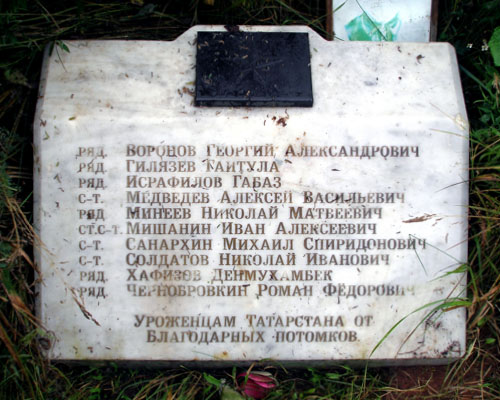 ряд. Воронов Георгий Александрович
ряд. Гилязев Гайтула
ряд. Исрафилов Габаз
с-т. Медведев Алексей Васильевич
ряд Минеев Николай Матвеевич
ст.с-т. Мишанин Иван Алексеевич
с-т. Санархин Михаил Спиридонович
с-т. Солдатов Николай Иванович
ряд. Хафизов Денмухамбек
ряд. Чернобровкин Роман Фёдорович
Уроженцам Татарстана от
Благодарных потомков.